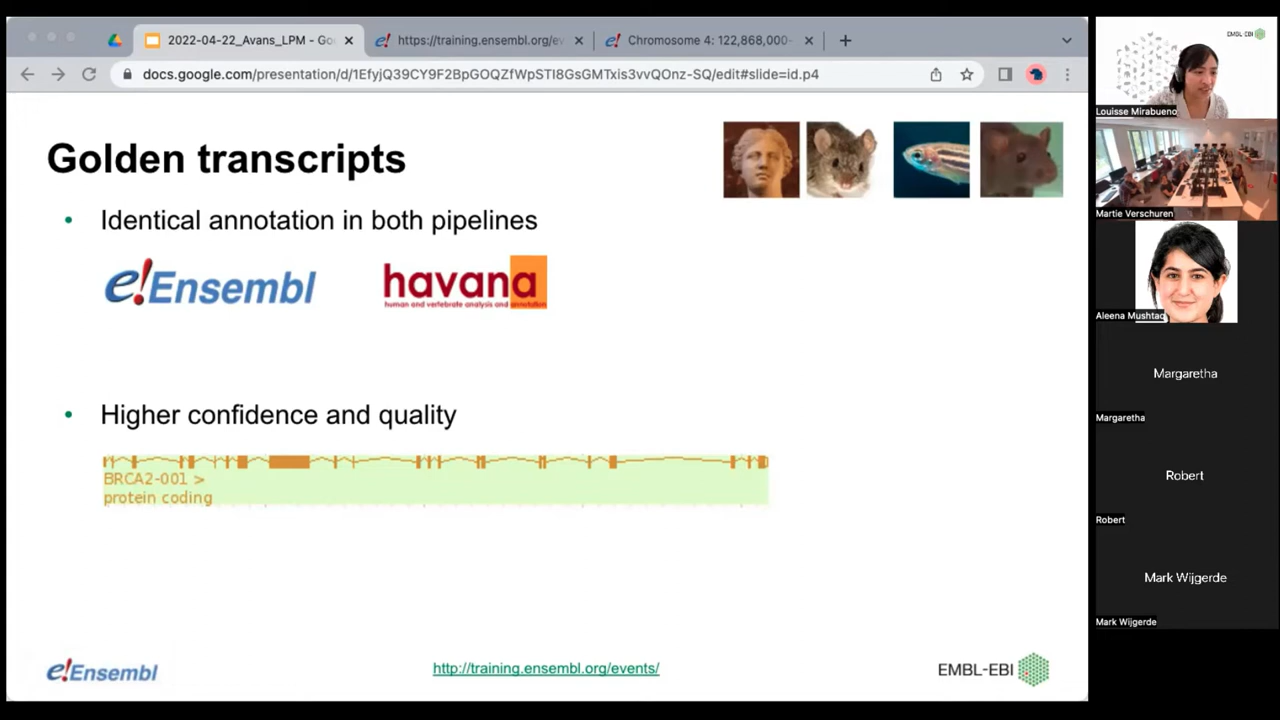 2022-04-22_Avans_LPM - Go
https://training.ensembl.org/ev
Chromosome 4: 122,868,000-
docs.google.com/presentation/d/1EfyjQ39CY9F2BpGOQZfWpSTI8GsGMTxis3vvQOnz-SQ/edit#slide=id.p4
Golden transcripts
• Identical annotation in both pipelines
e!Ensembl
havana
human and vertebrate analysis and annotation
• Higher confidence and quality
BRCA2-001 >
protein coding
e!Ensembl
http://training.ensembl.org/events/
EMBL-EBI
EMBL-EBI
Louisse Mirabueno
Martie Verschuren
Aleena Mushtaq
Margaretha
Margaretha
Robert
Robert
Mark Wijgerde
Mark Wijgerde